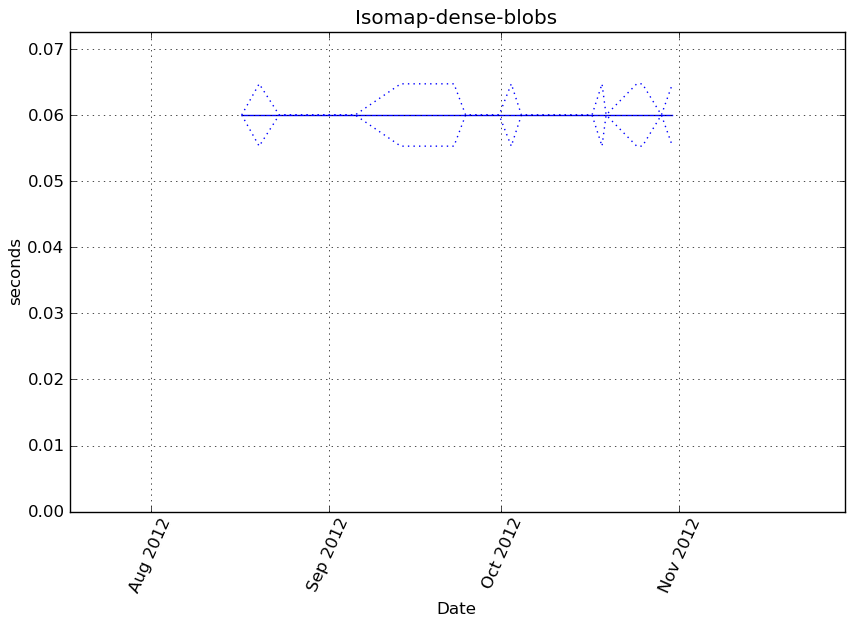 Isomap-dense-blobs
0.07
0.06
0.05
0.04
0.03
0.02
0.01
0.00
seconds
Aug 2012
Sep 2012
Oct 2012
Nov 2012
Date